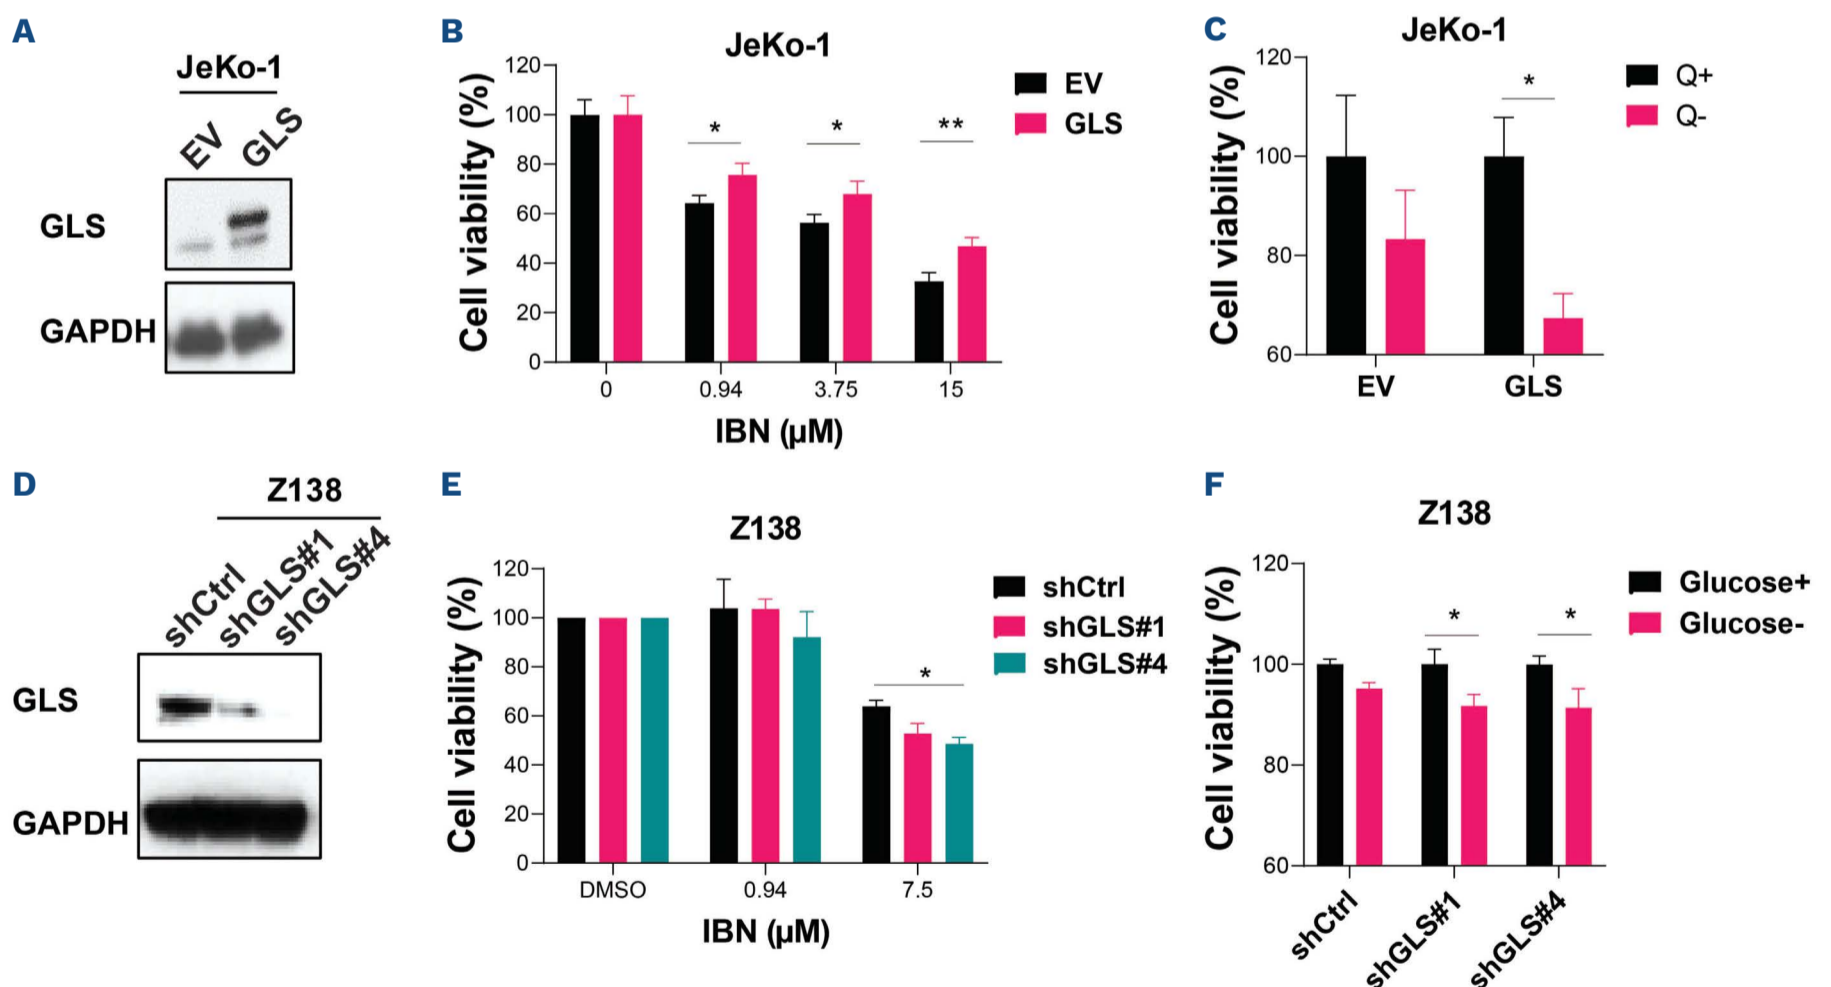 A
JeKo-1
EV
GLS
GLS
GAPDH
B
JeKo-1
Cell viability (%)
120
100
80
60
40
20
0
*
*
**
0
0.94
3.75
15
IBN (µM)
EV
GLS
C
JeKo-1
Cell viability (%)
120
100
80
60
*
EV
GLS
Q+
Q-
D
Z138
shCtrl
shGLS#1
shGLS#4
GLS
GAPDH
E
Z138
Cell viability (%)
120
100
80
60
40
20
0
*
DMSO
0.94
7.5
IBN (µM)
shCtrl
shGLS#1
shGLS#4
F
Z138
Cell viability (%)
120
100
80
60
*
*
shCtrl
shGLS#1
shGLS#4
Glucose+
Glucose-